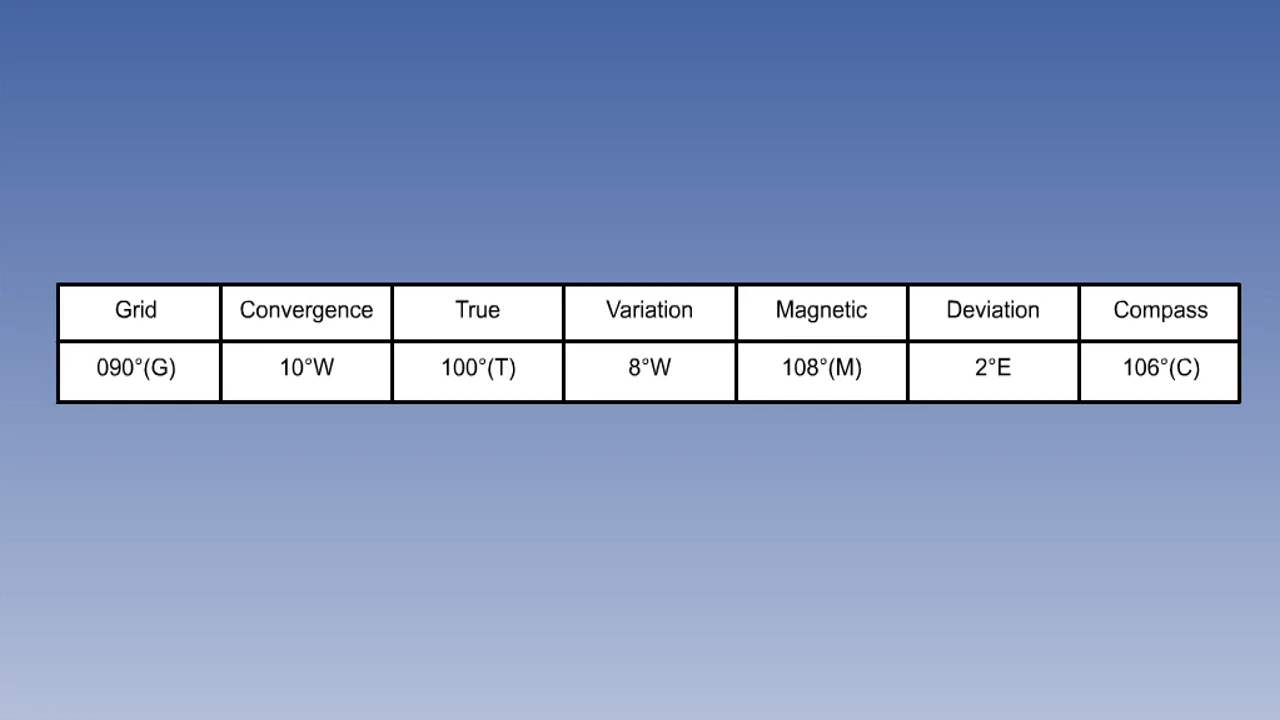 Grid Convergence True Variation Magnetic Deviation Compass
090°(G) 10°W 100°(T) 8°W 108°(M) 2°E 106°(C)